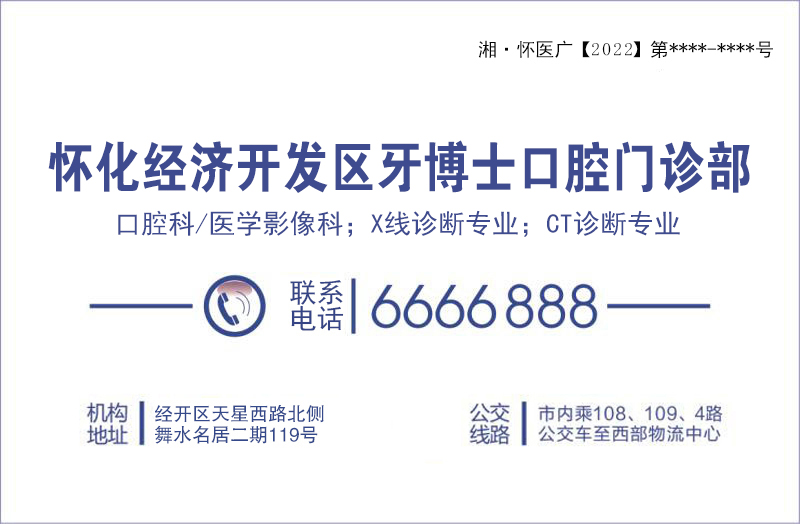 湘·怀医广【2022】第****-****号
怀化经济开发区牙博士口腔门诊部
口腔科/医学影像科；X线诊断专业；CT诊断专业
联系电话 6666888
机构地址 经开区天星西路北侧
舞水名居二期119号
公交线路 市内乘108、109、4路
公交车至西部物流中心